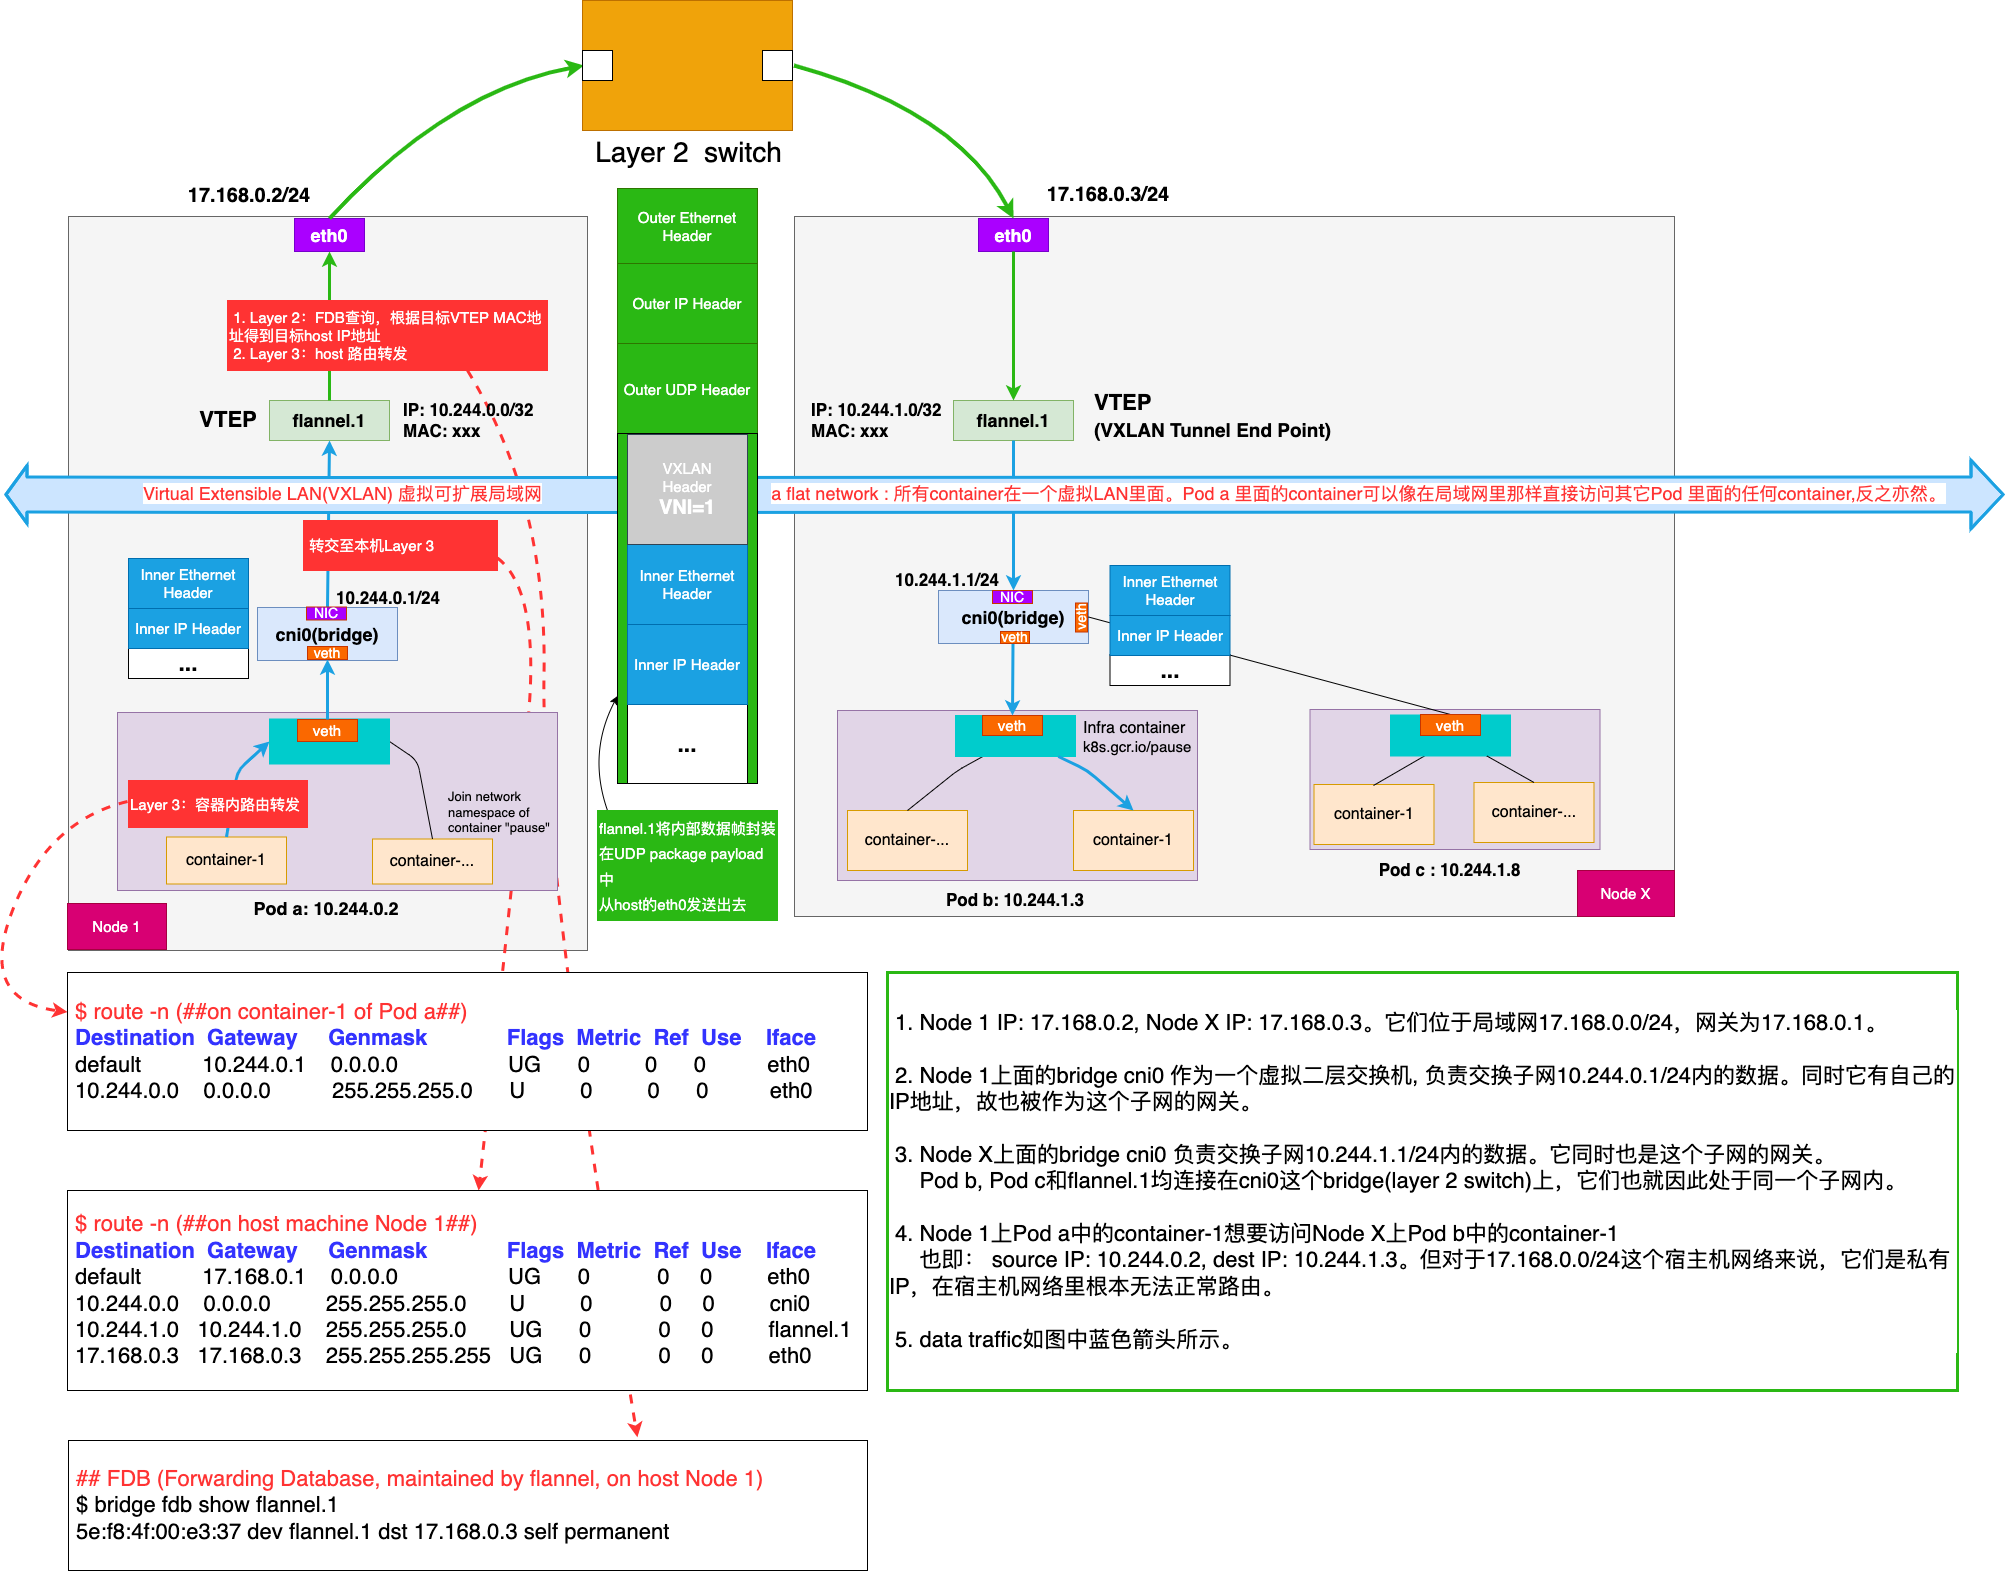 Layer 2  switch
17.168.0.2/24
17.168.0.3/24
eth0
1. Layer 2：FDB查询，根据目标VTEP MAC地
址得到目标host IP地址
2. Layer 3：host 路由转发
VTEP
flannel.1
IP: 10.244.0.0/32
MAC: xxx
Outer Ethernet
Header
Outer IP Header
Outer UDP Header
VXLAN
Header
VNI=1
Inner Ethernet
Header
Inner IP Header
...
eth0
IP: 10.244.1.0/32
MAC: xxx
flannel.1
VTEP
(VXLAN Tunnel End Point)
Virtual Extensible LAN(VXLAN) 虚拟可扩展局域网
a flat network : 所有container在一个虚拟LAN里面。Pod a 里面的container可以像在局域网里那样直接访问其它Pod 里面的任何container,反之亦然。
转交至本机Layer 3
Inner Ethernet
Header
Inner IP Header
...
10.244.0.1/24
NIC
cni0(bridge)
veth
veth
Layer 3：容器内路由转发
Join network
namespace of
container "pause"
container-1
container-...
Pod a: 10.244.0.2
Node 1
flannel.1将内部数据帧封装
在UDP package payload
中
从host的eth0发送出去
10.244.1.1/24
NIC
cni0(bridge)
veth
veth
Inner Ethernet
Header
Inner IP Header
...
veth
Infra container
k8s.gcr.io/pause
container-...
container-1
Pod b: 10.244.1.3
veth
container-1
container-...
Pod c : 10.244.1.8
Node X
$ route -n (##on container-1 of Pod a##)
Destination  Gateway  Genmask  Flags  Metric  Ref  Use  Iface
default  10.244.0.1  0.0.0.0  UG  0  0  0  eth0
10.244.0.0  0.0.0.0  255.255.255.0  U  0  0  0  eth0
$ route -n (##on host machine Node 1##)
Destination  Gateway  Genmask  Flags  Metric  Ref  Use  Iface
default  17.168.0.1  0.0.0.0  UG  0  0  0  eth0
10.244.0.0  0.0.0.0  255.255.255.0  U  0  0  0  cni0
10.244.1.0  10.244.1.0  255.255.255.0  UG  0  0  0  flannel.1
17.168.0.3  17.168.0.3  255.255.255.255  UG  0  0  0  eth0
## FDB (Forwarding Database, maintained by flannel, on host Node 1)
$ bridge fdb show flannel.1
5e:f8:4f:00:e3:37 dev flannel.1 dst 17.168.0.3 self permanent
1. Node 1 IP: 17.168.0.2, Node X IP: 17.168.0.3。它们位于局域网17.168.0.0/24，网关为17.168.0.1。
2. Node 1上面的bridge cni0 作为一个虚拟二层交换机, 负责交换子网10.244.0.1/24内的数据。同时它有自己的
IP地址，故也被作为这个子网的网关。
3. Node X上面的bridge cni0 负责交换子网10.244.1.1/24内的数据。它同时也是这个子网的网关。
Pod b, Pod c和flannel.1均连接在cni0这个bridge(layer 2 switch)上，它们也就因此处于同一个子网内。
4. Node 1上Pod a中的container-1想要访问Node X上Pod b中的container-1
也即： source IP: 10.244.0.2, dest IP: 10.244.1.3。但对于17.168.0.0/24这个宿主机网络来说，它们是私有
IP，在宿主机网络里根本无法正常路由。
5. data traffic如图中蓝色箭头所示。